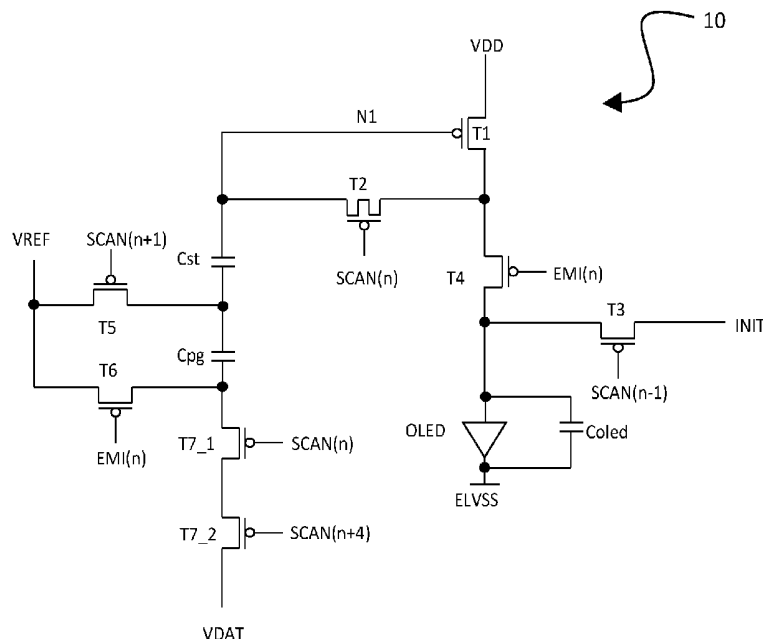 10
VDD
N1
T1
T2
VREF
SCAN(n+1)
Cst
SCAN(n)
T4
EMI(n)
T3
INIT
T5
Cpg
T6
SCAN(n-1)
OLED
Coled
EMI(n)
T7_1
SCAN(n)
ELVSS
T7_2
SCAN(n+4)
VDAT